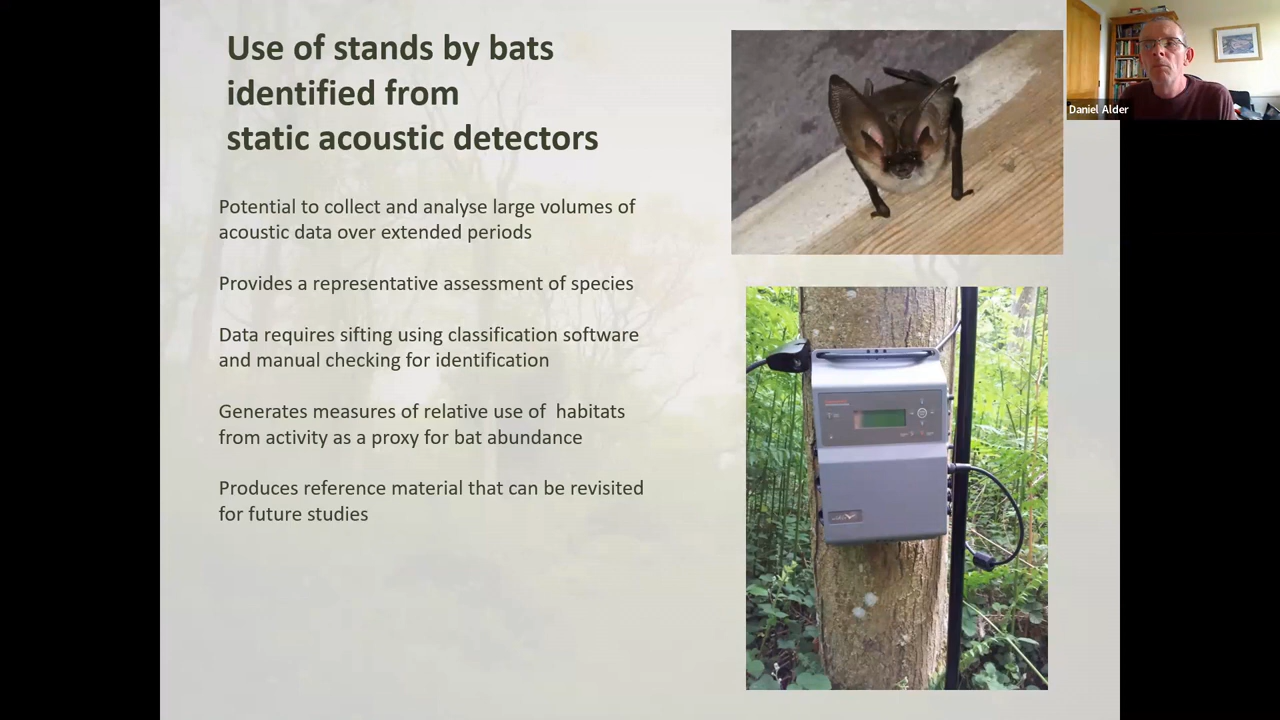 Use of stands by bats
identified from
static acoustic detectors
Daniel Alder
Potential to collect and analyse large volumes of
acoustic data over extended periods
Provides a representative assessment of species
Data requires sifting using classification software
and manual checking for identification
Generates measures of relative use of  habitats
from activity as a proxy for bat abundance
Produces reference material that can be revisited
for future studies